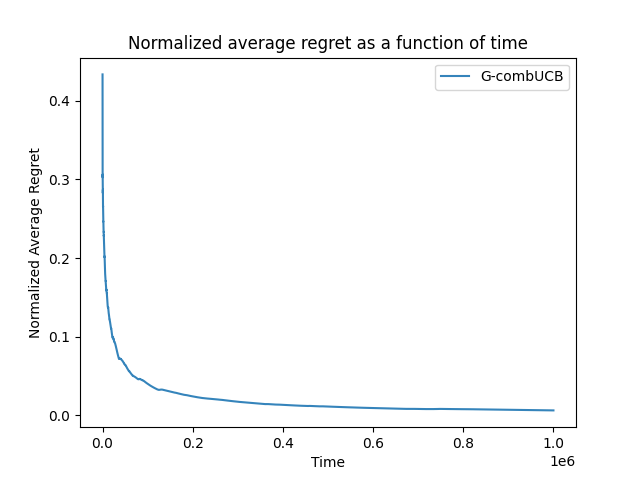 Normalized average regret as a function of time
G-combUCB
Normalized Average Regret
0.4
0.3
0.2
0.1
0.0
0.0 0.2 0.4 0.6 0.8 1.0
1e6
Time